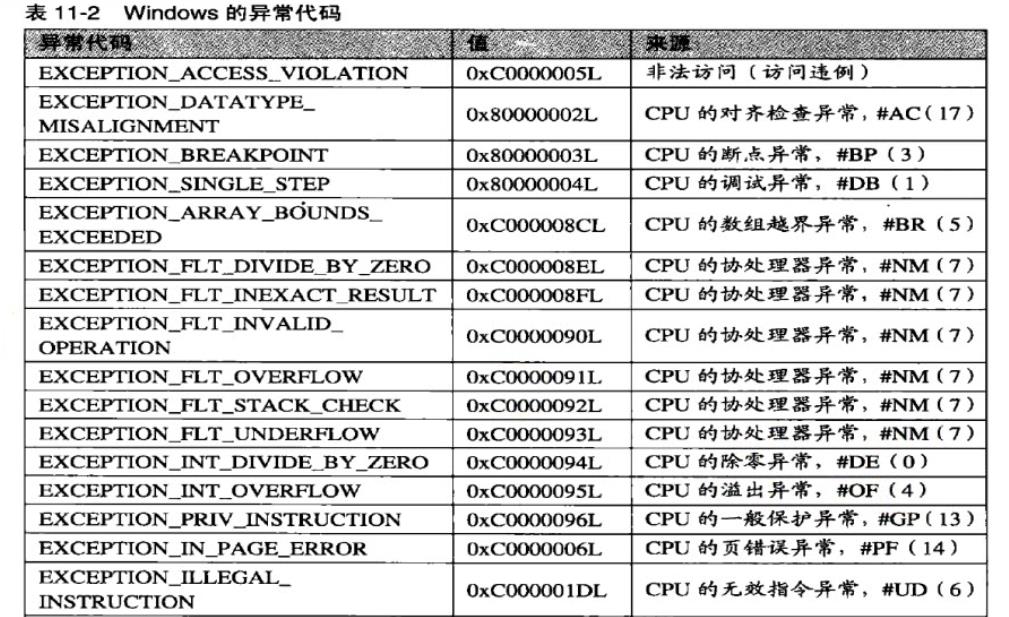 表 11-2 Windows 的异常代码
异常代码 值 来源
EXCEPTION_ACCESS_VIOLATION 0xC0000005L 非法访问（访问违例）
EXCEPTION_DATATYPE_
MISALIGNMENT 0x80000002L CPU 的对齐检查异常，#AC（17）
EXCEPTION_BREAKPOINT 0x80000003L CPU 的断点异常，#BP（3）
EXCEPTION_SINGLE_STEP 0x80000004L CPU 的调试异常，#DB（1）
EXCEPTION_ARRAY_BOUNDS_
EXCEEDED 0xC000008CL CPU 的数组越界异常，#BR（5）
EXCEPTION_FLT_DIVIDE_BY_ZERO 0xC000008EL CPU 的协处理器异常，#NM（7）
EXCEPTION_FLT_INEXACT_RESULT 0xC000008FL CPU 的协处理器异常，#NM（7）
EXCEPTION_FLT_INVALID_
OPERATION 0xC0000090L CPU 的协处理器异常，#NM（7）
EXCEPTION_FLT_OVERFLOW 0xC0000091L CPU 的协处理器异常，#NM（7）
EXCEPTION_FLT_STACK_CHECK 0xC0000092L CPU 的协处理器异常，#NM（7）
EXCEPTION_FLT_UNDERFLOW 0xC0000093L CPU 的协处理器异常，#NM（7）
EXCEPTION_INT_DIVIDE_BY_ZERO 0xC0000094L CPU 的除零异常，#DE（0）
EXCEPTION_INT_OVERFLOW 0xC0000095L CPU 的溢出异常，#OF（4）
EXCEPTION_PRIV_INSTRUCTION 0xC0000096L CPU 的一般保护异常，#GP（13）
EXCEPTION_IN_PAGE_ERROR 0xC0000006L CPU 的页错误异常，#PF（14）
EXCEPTION_ILLEGAL_
INSTRUCTION 0xC000001DL CPU 的无效指令异常，#UD（6）